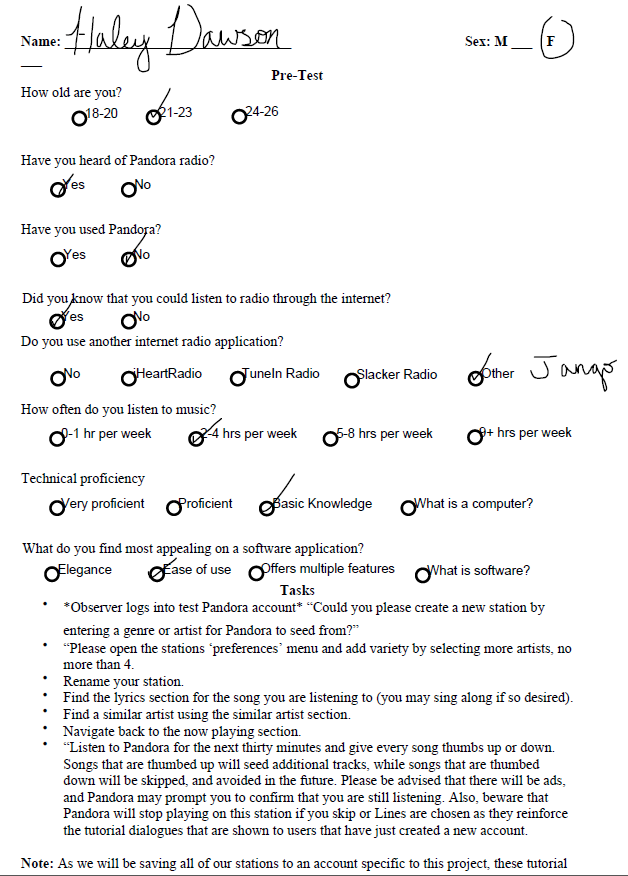 Name: Haley Dawson Sex: M __ F
__
Pre-Test
How old are you?
18-20 21-23 24-26
Have you heard of Pandora radio?
Yes No
Have you used Pandora?
Yes No
Did you know that you could listen to radio through the internet?
Yes No
Do you use another internet radio application?
No iHeartRadio TuneIn Radio Slacker Radio Other Jango
How often do you listen to music?
0-1 hr per week 2-4 hrs per week 5-8 hrs per week 9+ hrs per week
Technical proficiency
Very proficient Proficient Basic Knowledge What is a computer?
What do you find most appealing on a software application?
Elegance Ease of use Offers multiple features What is software?
Tasks
• *Observer logs into test Pandora account* “Could you please create a new station by
entering a genre or artist for Pandora to seed from?”
• “Please open the stations ‘preferences’ menu and add variety by selecting more artists, no
more than 4.
• Rename your station.
• Find the lyrics section for the song you are listening to (you may sing along if so desired).
• Find a similar artist using the similar artist section.
• Navigate back to the now playing section.
• “Listen to Pandora for the next thirty minutes and give every song thumbs up or down.
Songs that are thumbed up will seed additional tracks, while songs that are thumbed
down will be skipped, and avoided in the future. Please be advised that there will be ads,
and Pandora may prompt you to confirm that you are still listening. Also, beware that
Pandora will stop playing on this station if you skip or Lines are chosen as they reinforce
the tutorial dialogues that are shown to users that have just created a new account.
Note: As we will be saving all of our stations to an account specific to this project, these tutorial